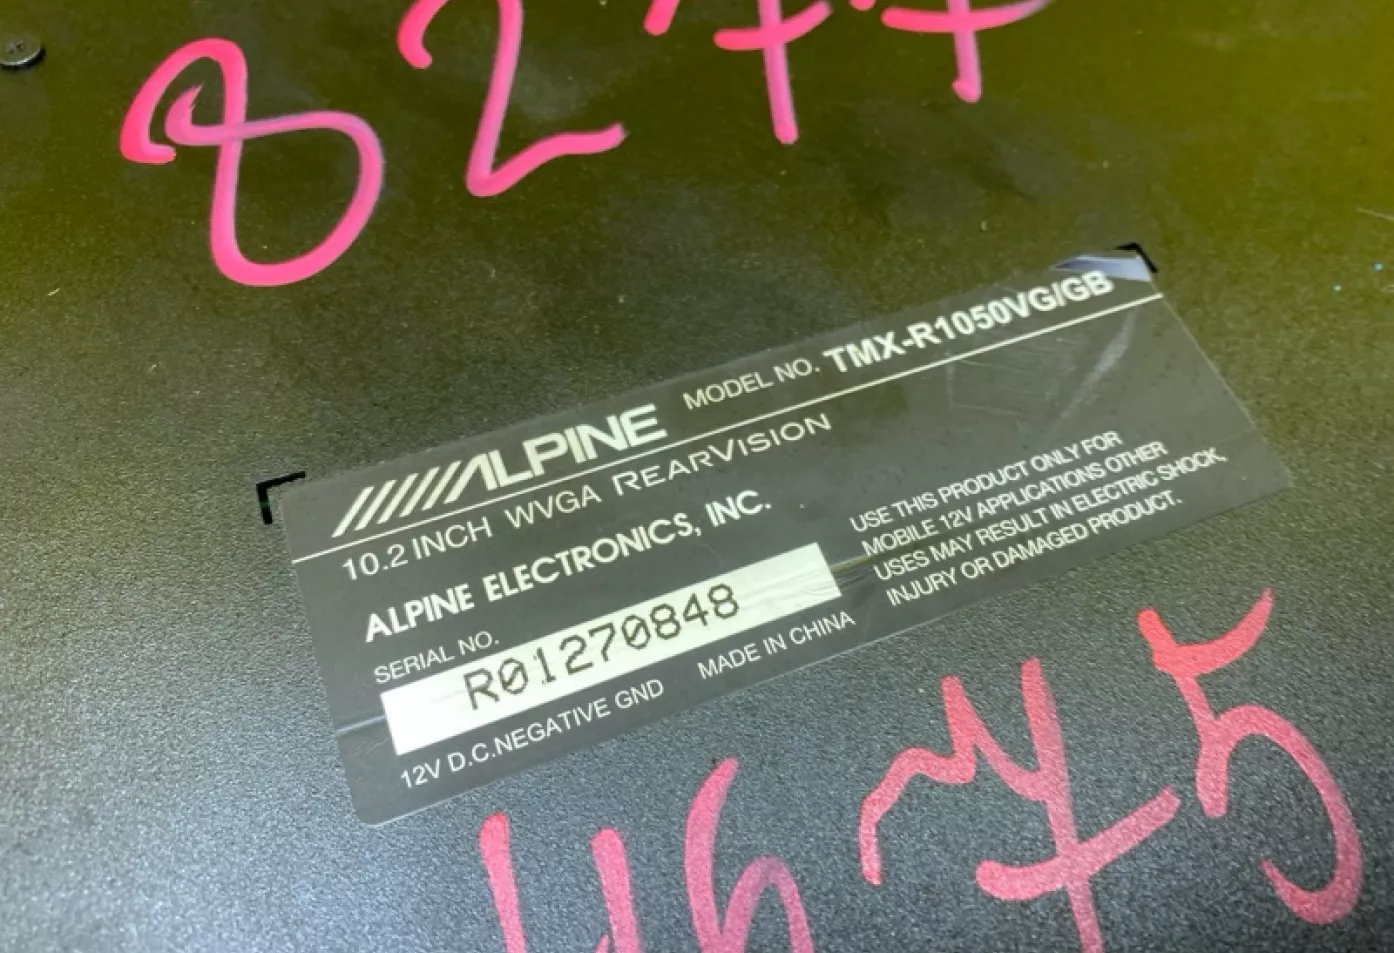 8277
ALPINE MODEL NO. TMX-R1050VG/GB
10.2 INCH WVGA REARVISION
ALPINE ELECTRONICS, INC.
SERIAL NO.
R01270848
12V D.C.NEGATIVE GND MADE IN CHINA
USE THIS PRODUCT ONLY FOR
MOBILE 12V APPLICATIONS OTHER
USES MAY RESULT IN ELECTRIC SHOCK,
INJURY OR DAMAGED PRODUCT.
4675